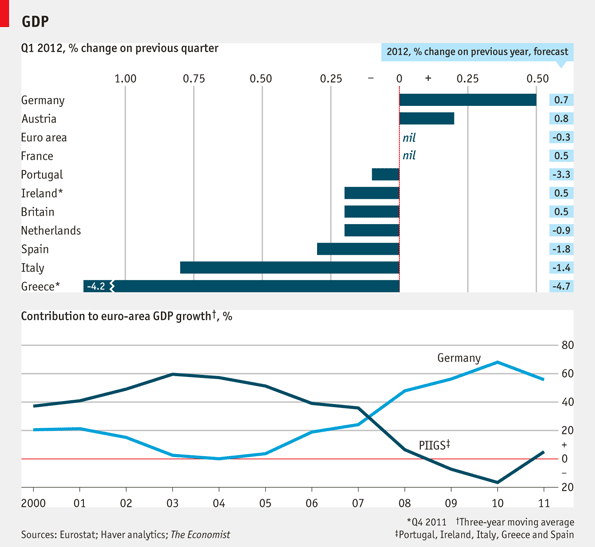 GDP
Q1 2012, % change on previous quarter
2012, % change on previous year, forecast
1.00 0.75 0.50 0.25 – 0 + 0.25 0.50
Germany 0.7
Austria 0.8
Euro area nil -0.3
France nil 0.5
Portugal -3.3
Ireland* 0.5
Britain 0.5
Netherlands -0.9
Spain -1.8
Italy -1.4
Greece* -4.2 -4.7
Contribution to euro-area GDP growth†, %
80
Germany
60
40
20
PIIGS‡
+
0
–
20
2000 01 02 03 04 05 06 07 08 09 10 11
*Q4 2011 †Three-year moving average
Sources: Eurostat; Haver analytics; The Economist ‡Portugal, Ireland, Italy, Greece and Spain